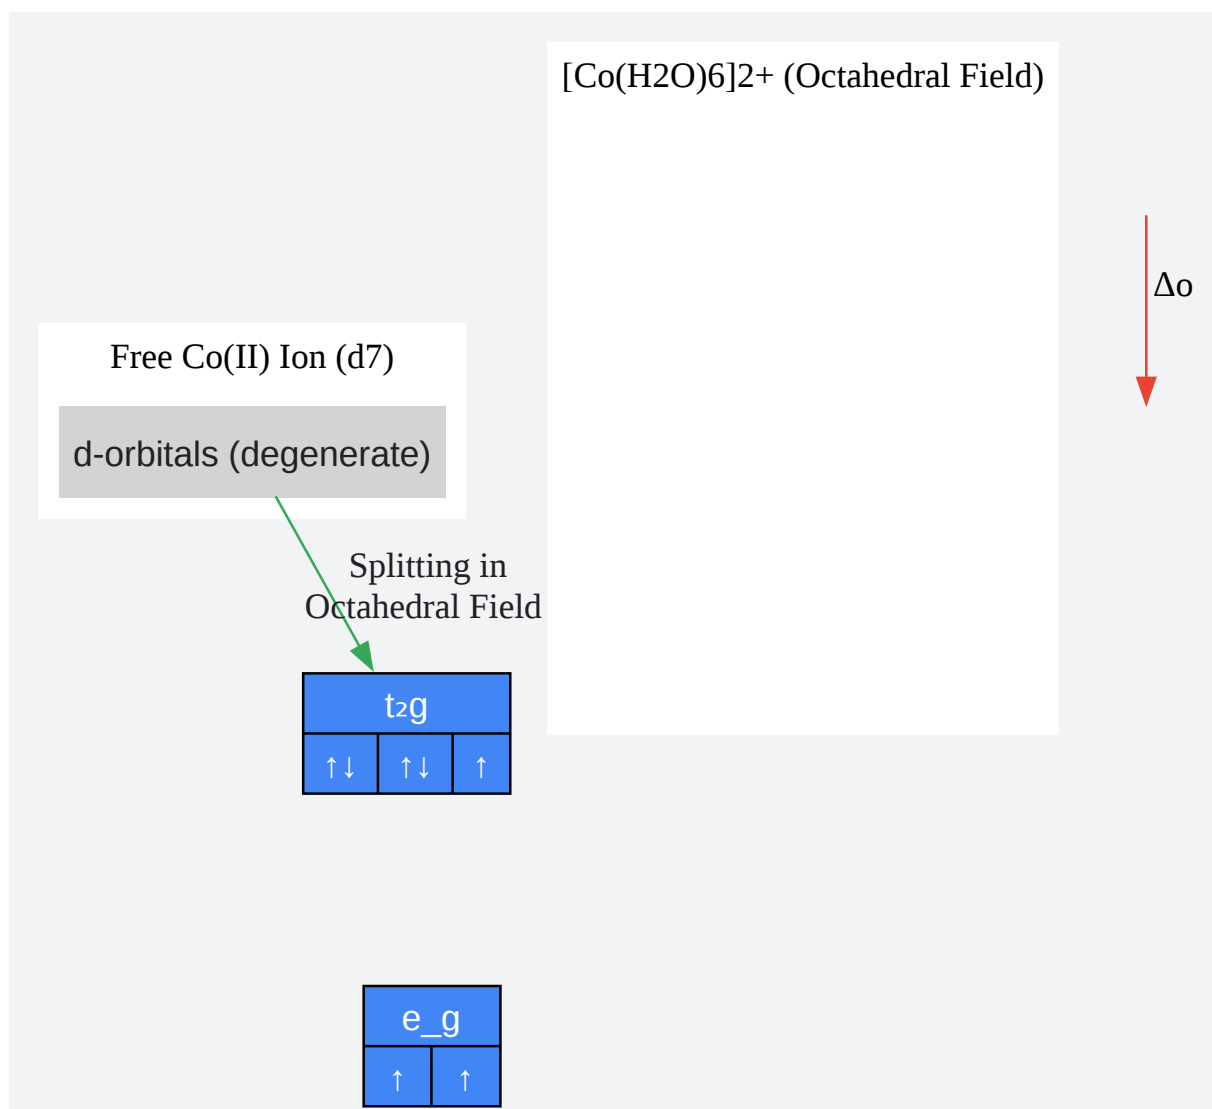 [Co(H2O)6]2+ (Octahedral Field)
Δo
Free Co(II) Ion (d7)
d-orbitals (degenerate)
Splitting in
Octahedral Field
t₂g
↑↓ ↑↓ ↑
e_g
↑ ↑